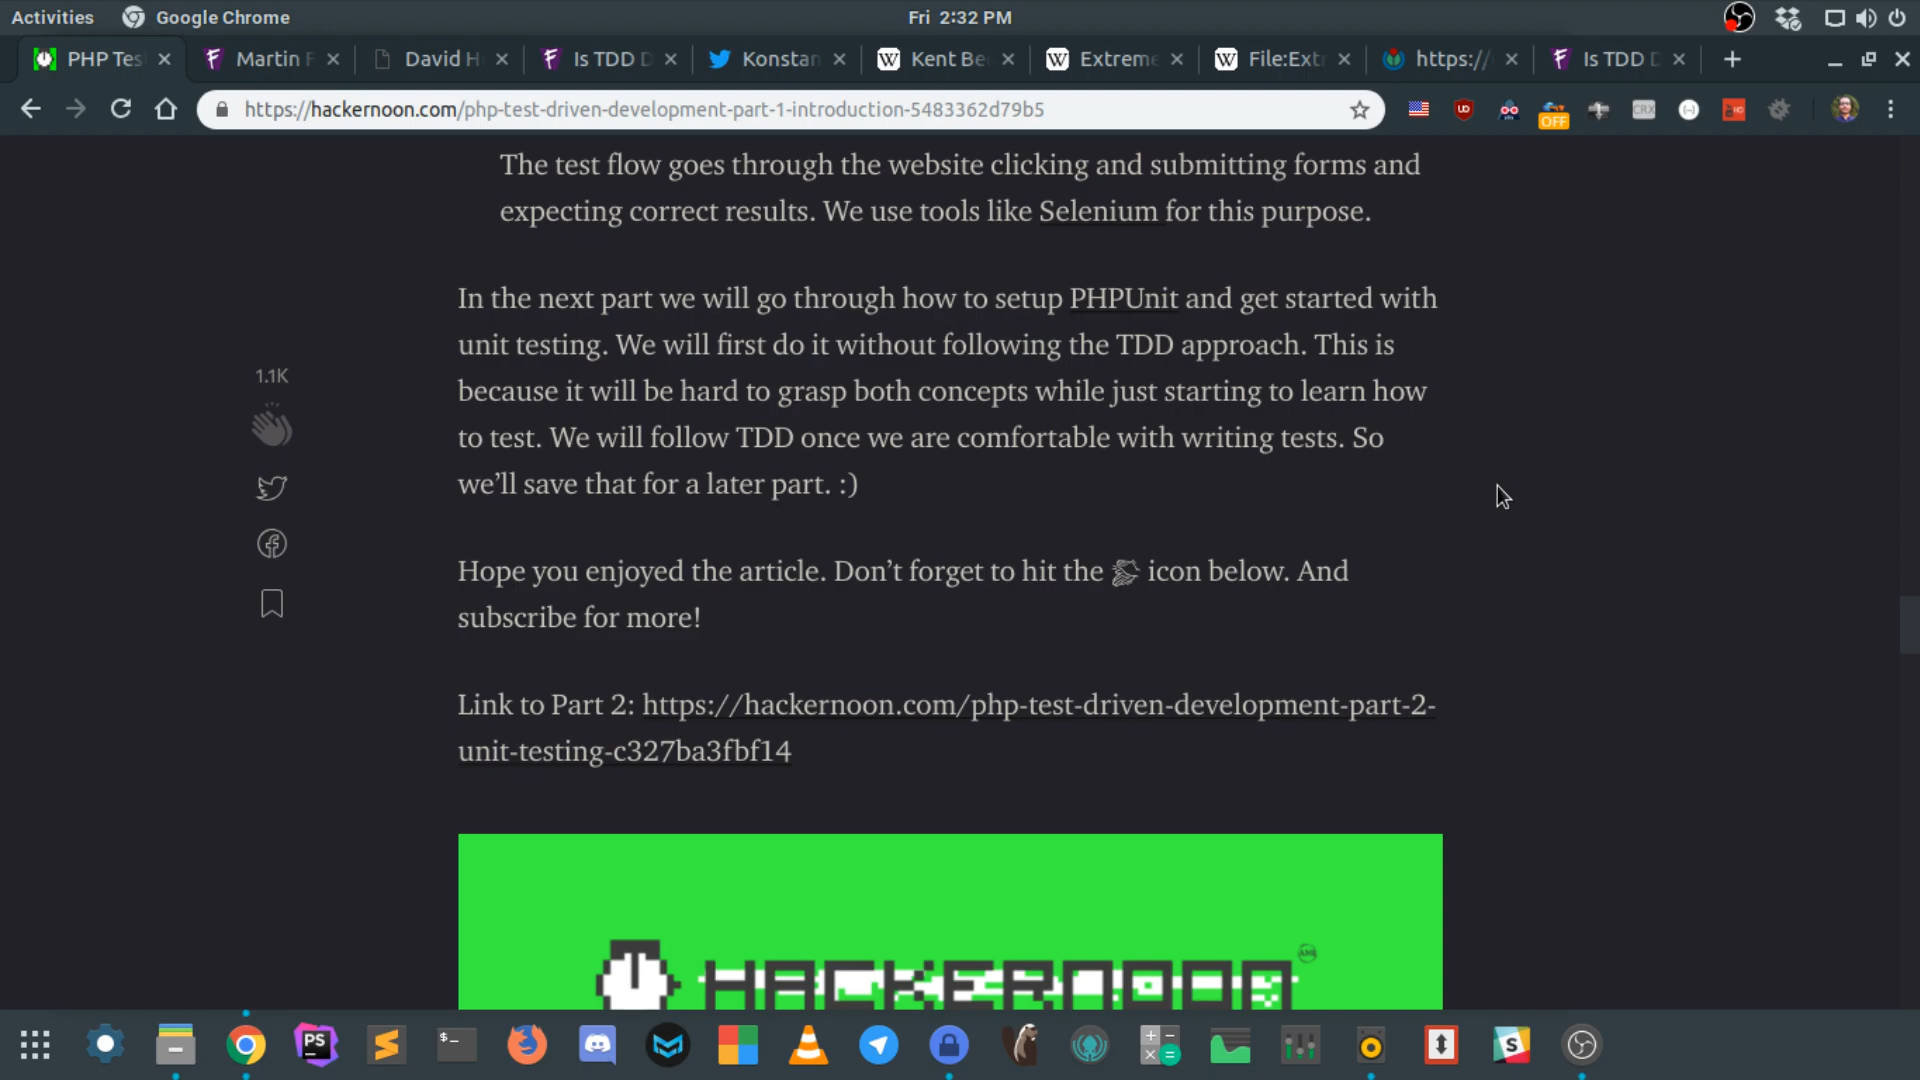 Activities Google Chrome Fri 2:32 PM
PHP Tes Martin F David H Is TDD D Konstan Kent Be Extreme File:Extr https:// Is TDD D
https://hackernoon.com/php-test-driven-development-part-1-introduction-5483362d79b5
UD OFF CRX
The test flow goes through the website clicking and submitting forms and
expecting correct results. We use tools like Selenium for this purpose.
In the next part we will go through how to setup PHPUnit and get started with
unit testing. We will first do it without following the TDD approach. This is
because it will be hard to grasp both concepts while just starting to learn how
to test. We will follow TDD once we are comfortable with writing tests. So
we’ll save that for a later part. :)
1.1K
Hope you enjoyed the article. Don’t forget to hit the 👏 icon below. And
subscribe for more!
Link to Part 2: https://hackernoon.com/php-test-driven-development-part-2-
unit-testing-c327ba3fbf14
HACKERNOON
PS $_ S